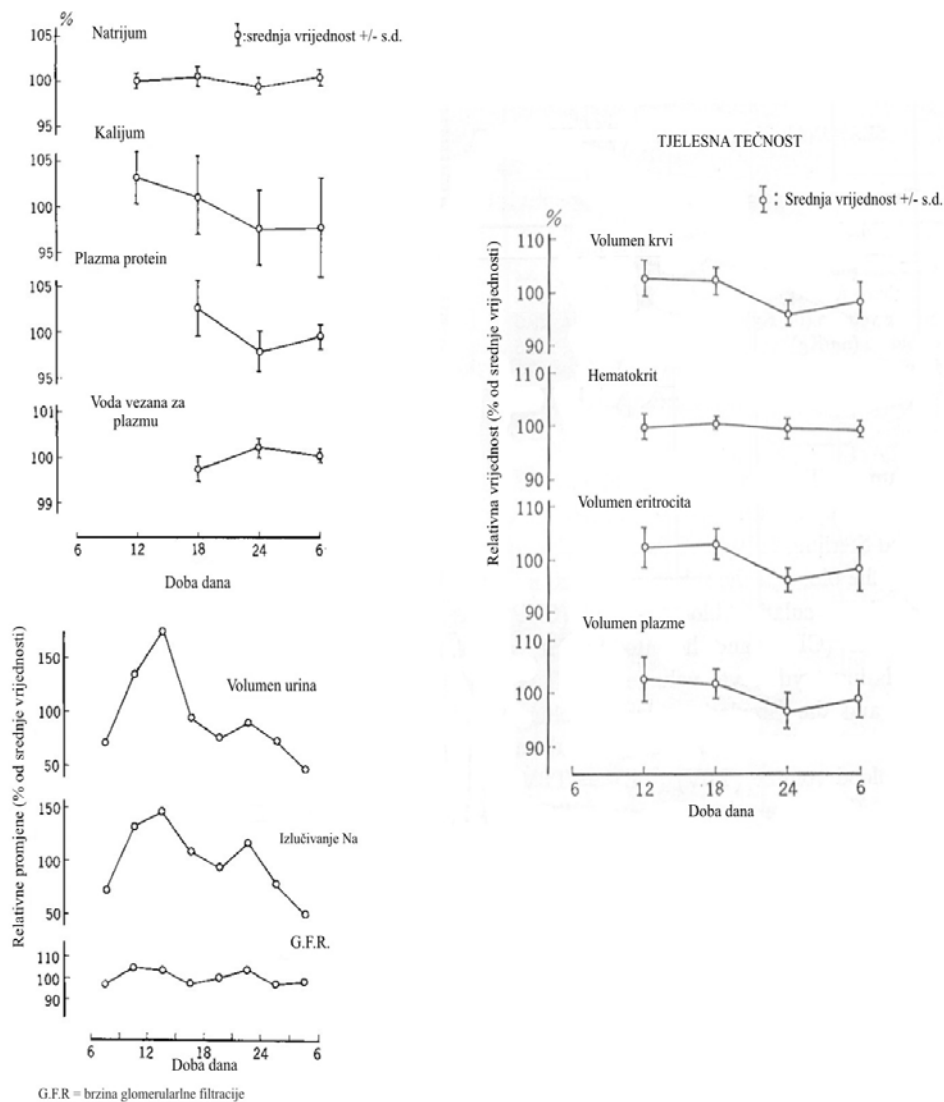 %
105
Natrijum
ϕ:srednja vrijednost +/- s.d.
100
95
Kalijum
105
100
95
Plazma protein
105
100
95
Voda vezana za
plazmu
101
100
99
6 12 18 24 6
Doba dana
Relativne promjene (% od srednje vrijednosti)
150
Volumen urina
100
50
150
Izlučivanje Na
100
50
G.F.R.
110
100
90
6 12 18 24 6
Doba dana
G.F.R = brzina glomerularlne filtracije
TJELESNA TEČNOST
ϕ : Srednja vrijednost +/- s.d.
%
Relativna vrijednost (% od srednje vrijednosti)
110
Volumen krvi
100
90
110
Hematokrit
100
90
Volumen eritrocita
110
100
90
Volumen plazme
110
100
90
6 12 18 24 6
Doba dana